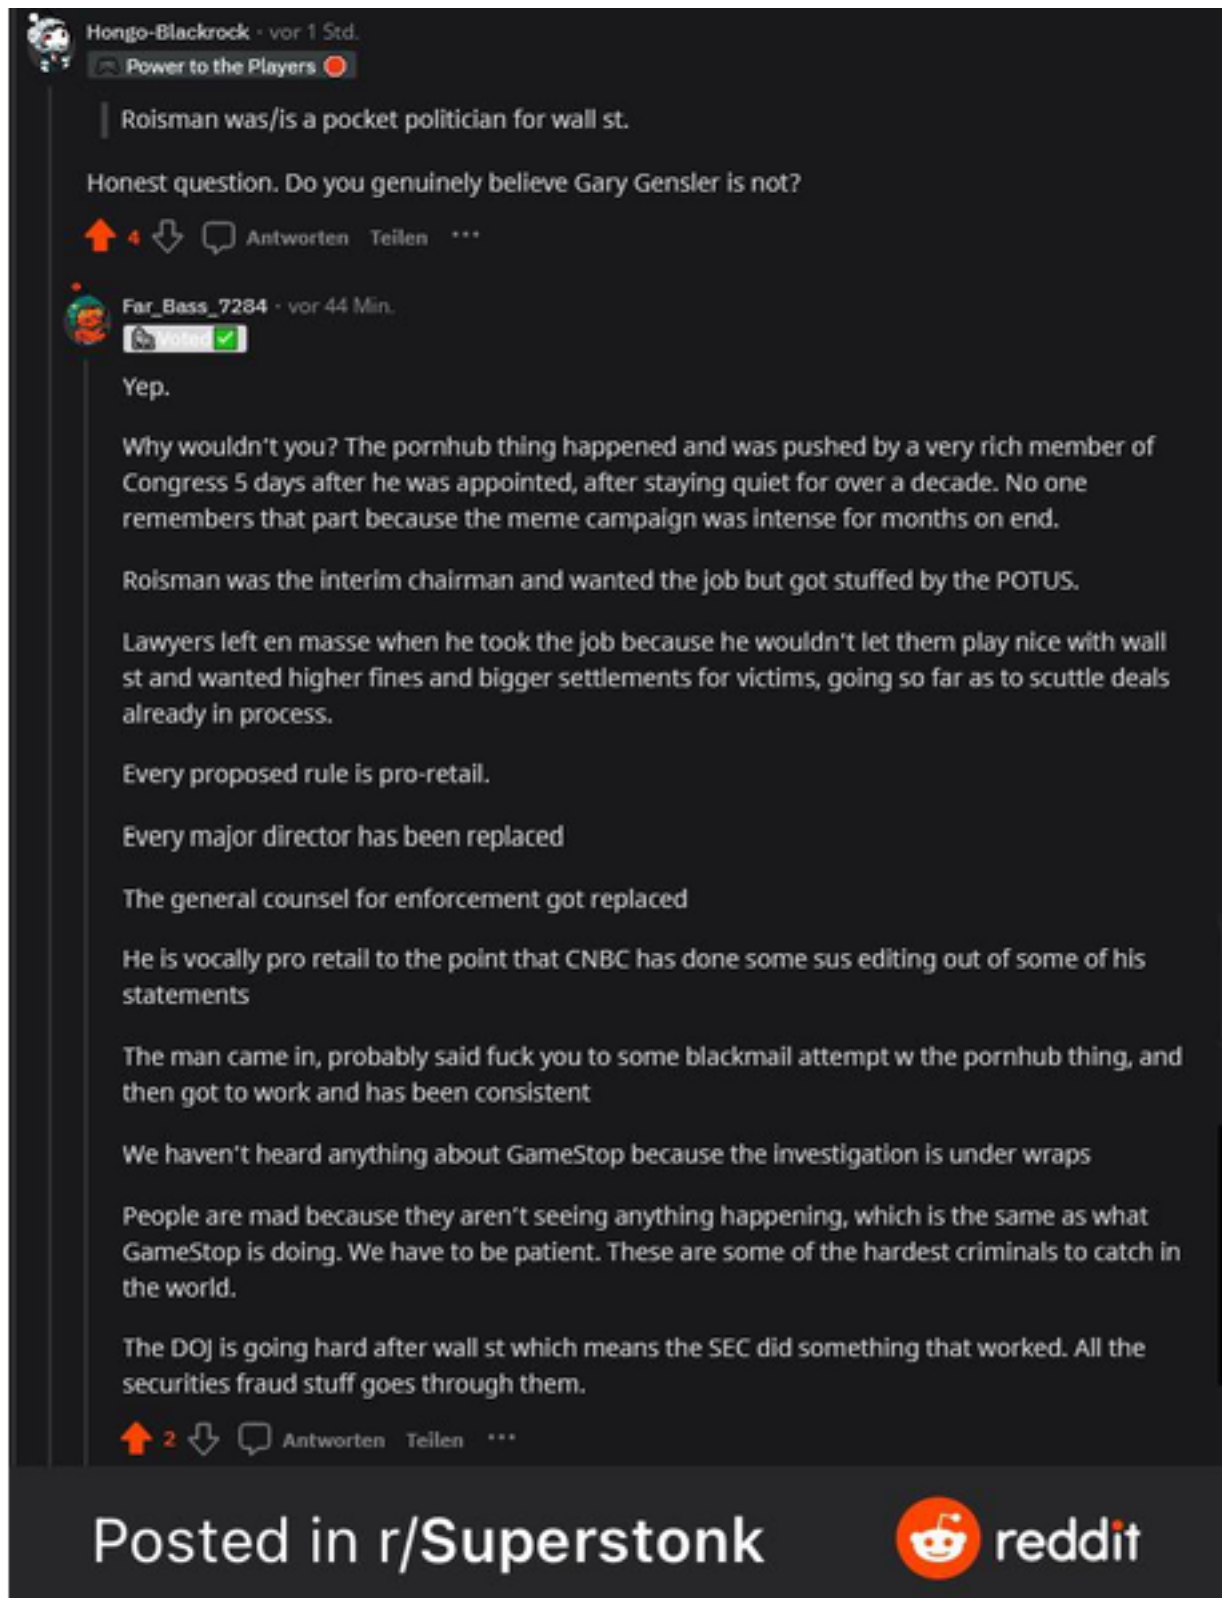 Hongo-Blackrock · vor 1 Std.
Power to the Players
Roisman was/is a pocket politician for wall st.
Honest question. Do you genuinely believe Gary Gensler is not?
4 Antworten Teilen ···
Far_Bass_7284 · vor 44 Min.
Voted
Yep.
Why wouldn't you? The pornhub thing happened and was pushed by a very rich member of
Congress 5 days after he was appointed, after staying quiet for over a decade. No one
remembers that part because the meme campaign was intense for months on end.
Roisman was the interim chairman and wanted the job but got stuffed by the POTUS.
Lawyers left en masse when he took the job because he wouldn't let them play nice with wall
st and wanted higher fines and bigger settlements for victims, going so far as to scuttle deals
already in process.
Every proposed rule is pro-retail.
Every major director has been replaced
The general counsel for enforcement got replaced
He is vocally pro retail to the point that CNBC has done some sus editing out of some of his
statements
The man came in, probably said fuck you to some blackmail attempt w the pornhub thing, and
then got to work and has been consistent
We haven't heard anything about GameStop because the investigation is under wraps
People are mad because they aren't seeing anything happening, which is the same as what
GameStop is doing. We have to be patient. These are some of the hardest criminals to catch in
the world.
The DOJ is going hard after wall st which means the SEC did something that worked. All the
securities fraud stuff goes through them.
2 Antworten Teilen ···
Posted in r/Superstonk reddit